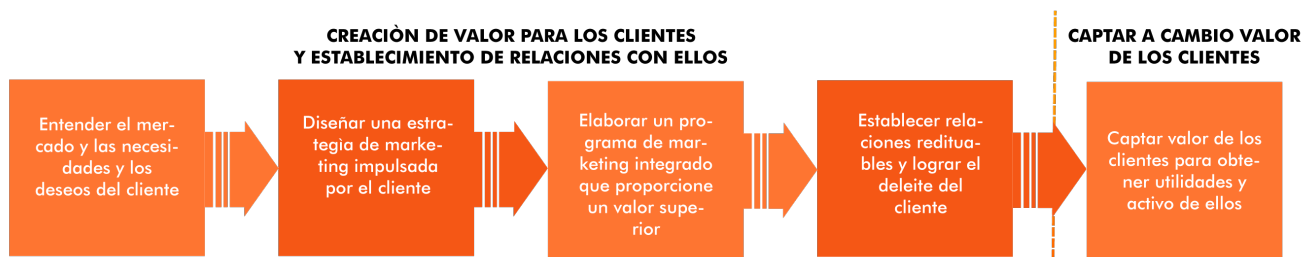 CREACIÒN DE VALOR PARA LOS CLIENTES
Y ESTABLECIMIENTO DE RELACIONES CON ELLOS
CAPTAR A CAMBIO VALOR
DE LOS CLIENTES
Entender el mer-
cado y las necesi-
dades y los
deseos del cliente
Diseñar una estra-
tegìa de marke-
ting impulsada
por el cliente
Elaborar un pro-
grama de mar-
keting integrado
que proporcione
un valor supe-
rior
Establecer rela-
ciones reditua-
bles y lograr el
deleite del
cliente
Captar valor de los
clientes para obte-
ner utilidades y
activo de ellos